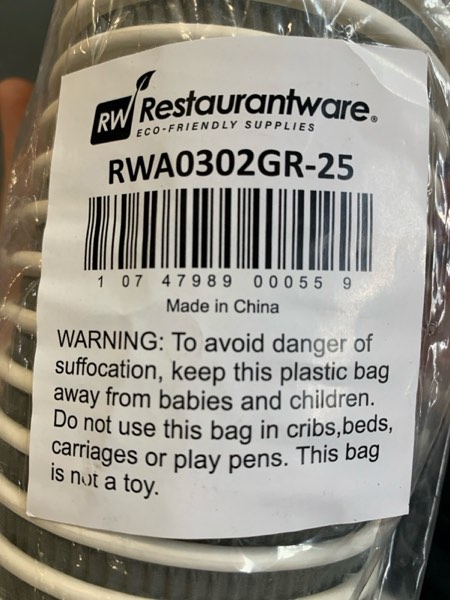 RW Restaurantware®
ECO-FRIENDLY SUPPLIES
RWA0302GR-25
1 07 47989 00055 9
Made in China
WARNING: To avoid danger of
suffocation, keep this plastic bag
away from babies and children.
Do not use this bag in cribs,beds,
carriages or play pens. This bag
is not a toy.